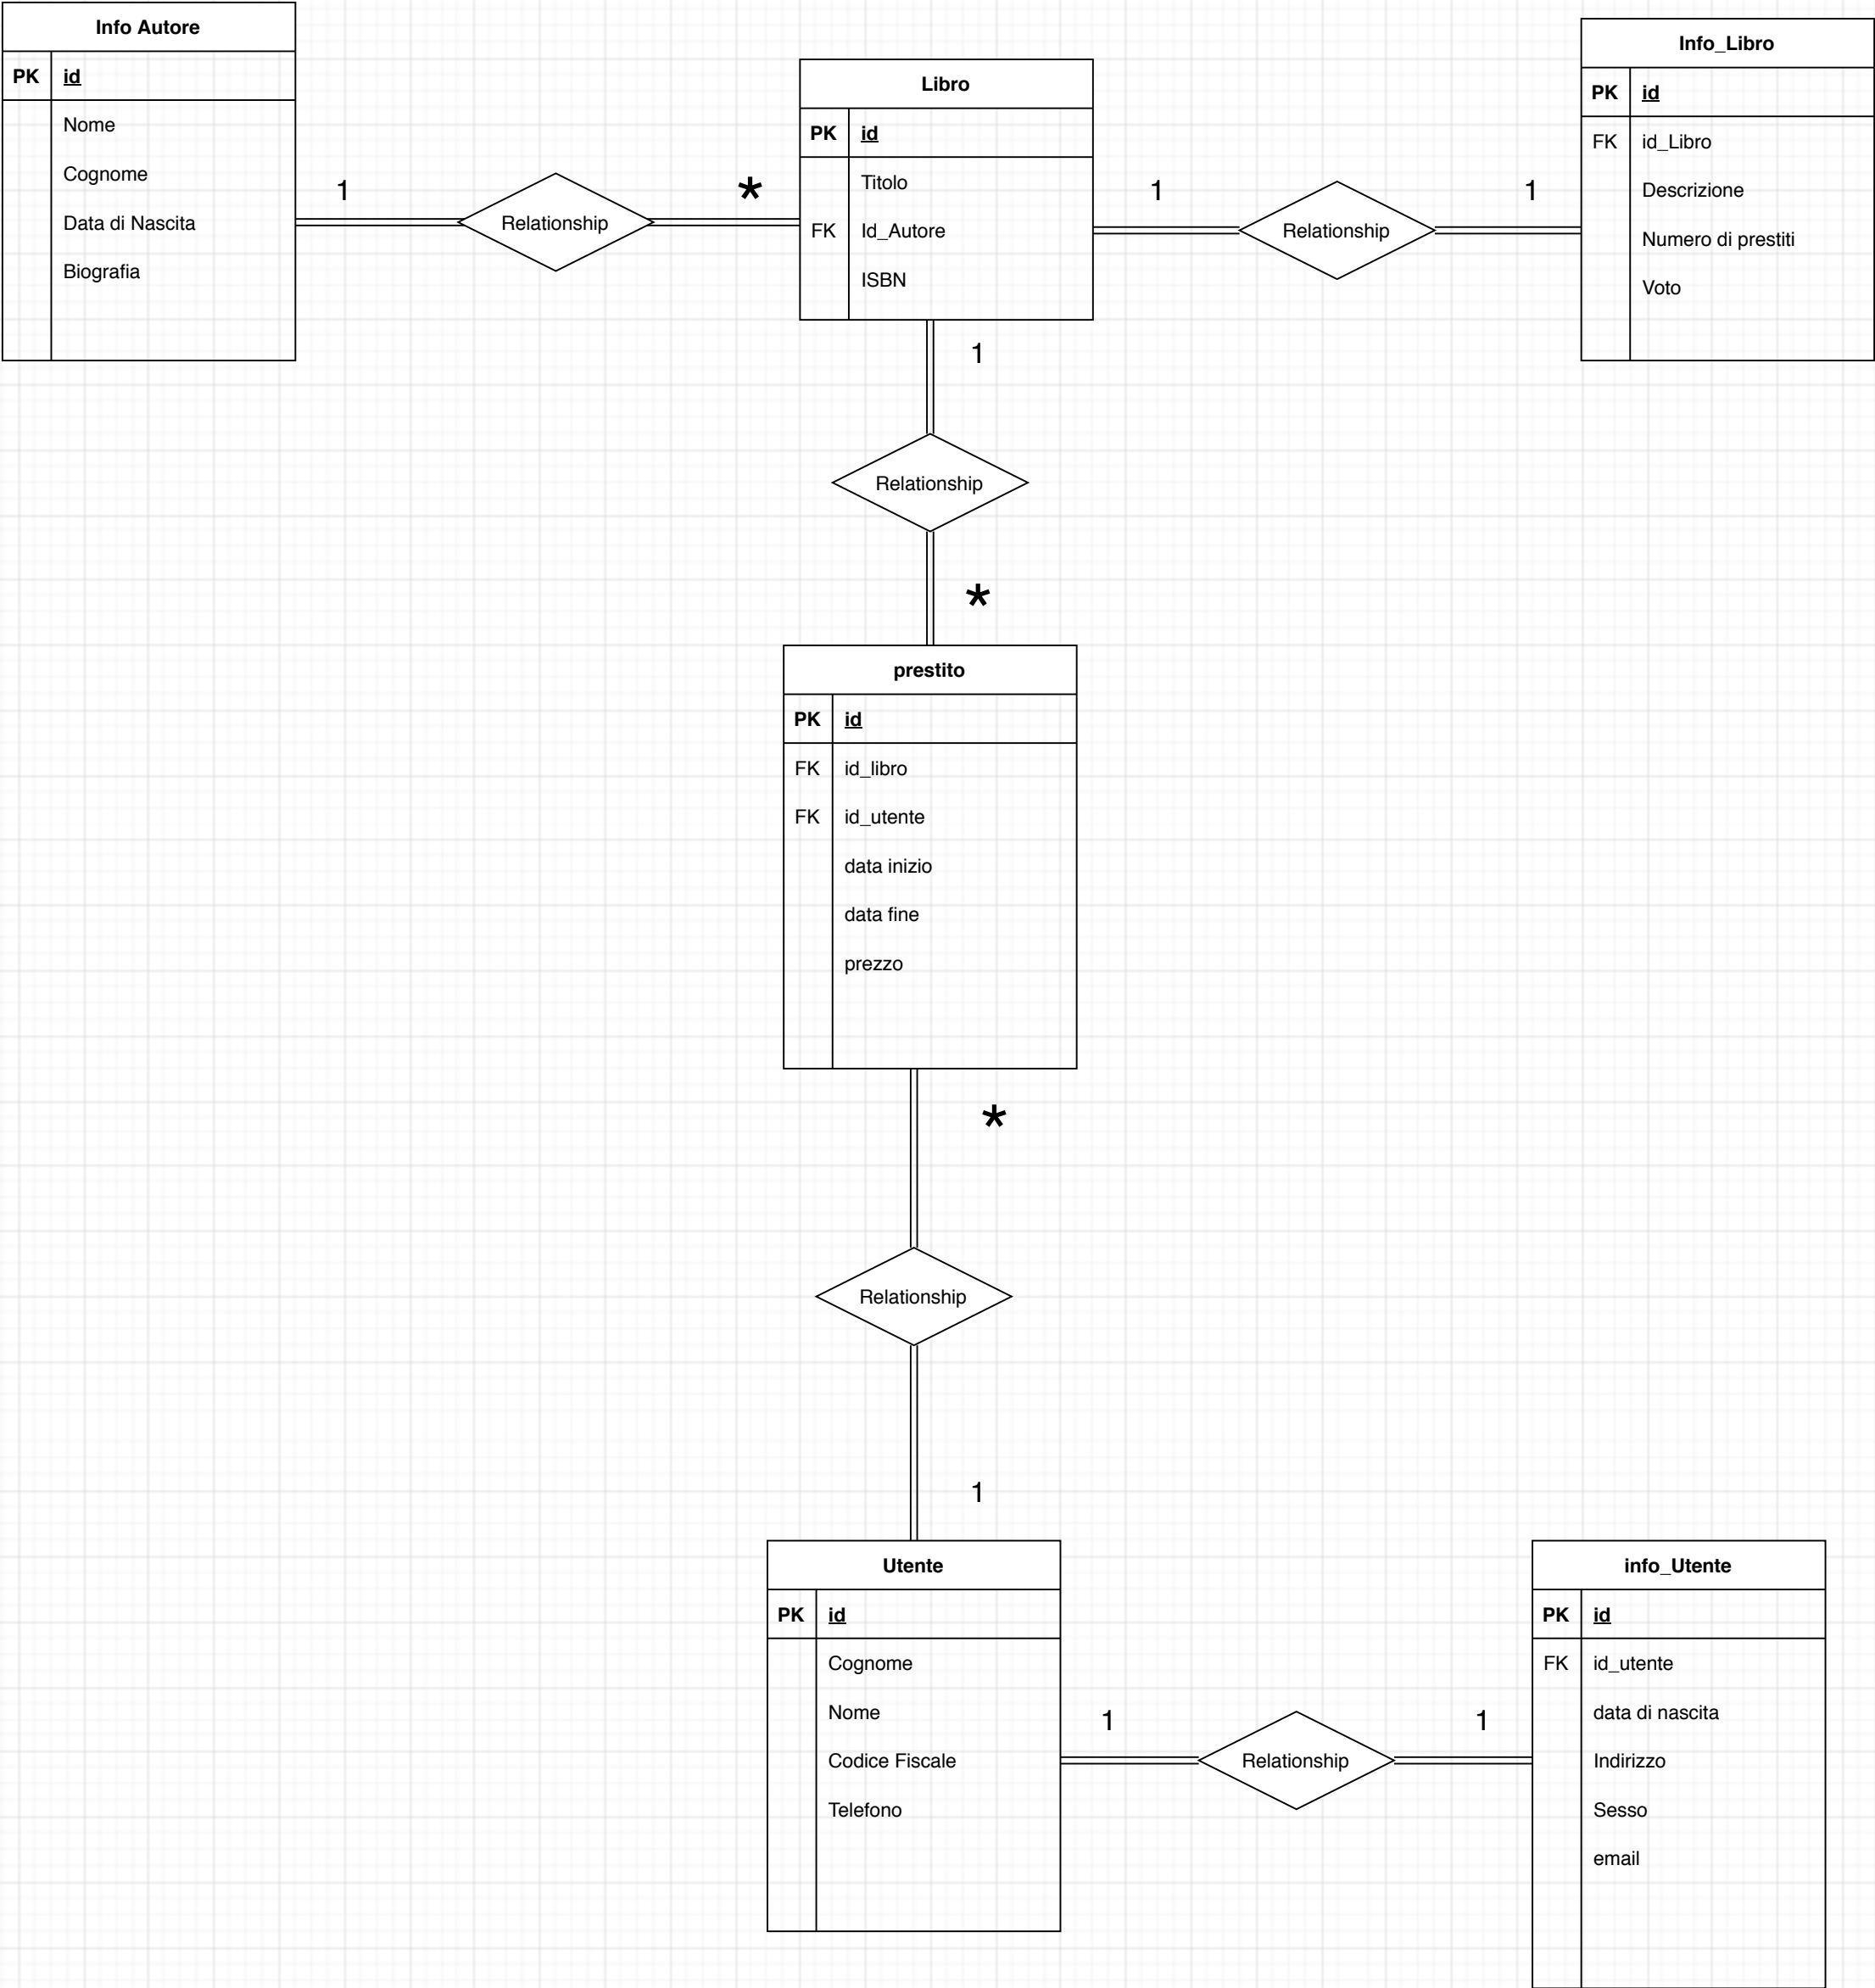 Info Autore
PK id
Nome
Cognome
Data di Nascita
Biografia
1
Relationship
*
Libro
PK id
Titolo
FK Id_Autore
ISBN
1
Relationship
1
Info_Libro
PK id
FK id_Libro
Descrizione
Numero di prestiti
Voto
1
Relationship
*
prestito
PK id
FK id_libro
FK id_utente
data inizio
data fine
prezzo
*
Relationship
1
Utente
PK id
Cognome
Nome
Codice Fiscale
Telefono
1
Relationship
1
info_Utente
PK id
FK id_utente
data di nascita
Indirizzo
Sesso
email